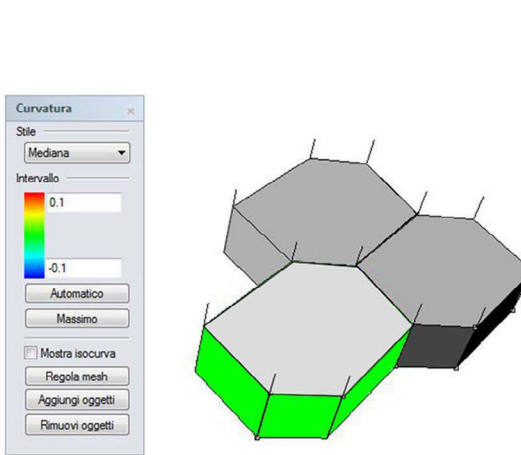 Curvatura
Stile
Mediana
Intervallo
0.1
-0.1
Automatico
Massimo
Mostra isocurva
Regola mesh
Aggiungi oggetti
Rimuovi oggetti